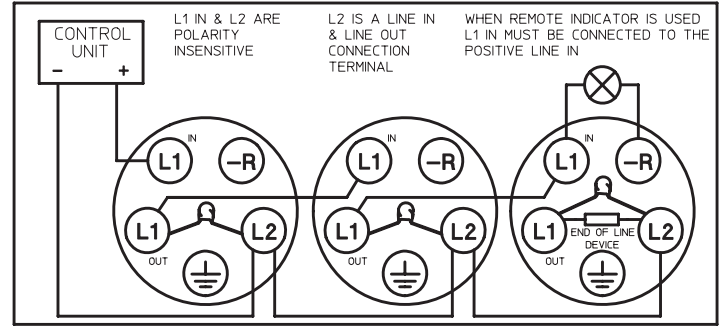 L1 IN & L2 ARE
POLARITY
INSENSITIVE
L2 IS A LINE IN
& LINE OUT
CONNECTION
TERMINAL
WHEN REMOTE INDICATOR IS USED
L1 IN MUST BE CONNECTED TO THE
POSITIVE LINE IN
CONTROL
UNIT
– +
IN
L1 –R
L1 L2
OUT
IN
L1 –R
L1 L2
OUT
IN
L1 –R
L1 L2
END OF LINE
DEVICE
OUT